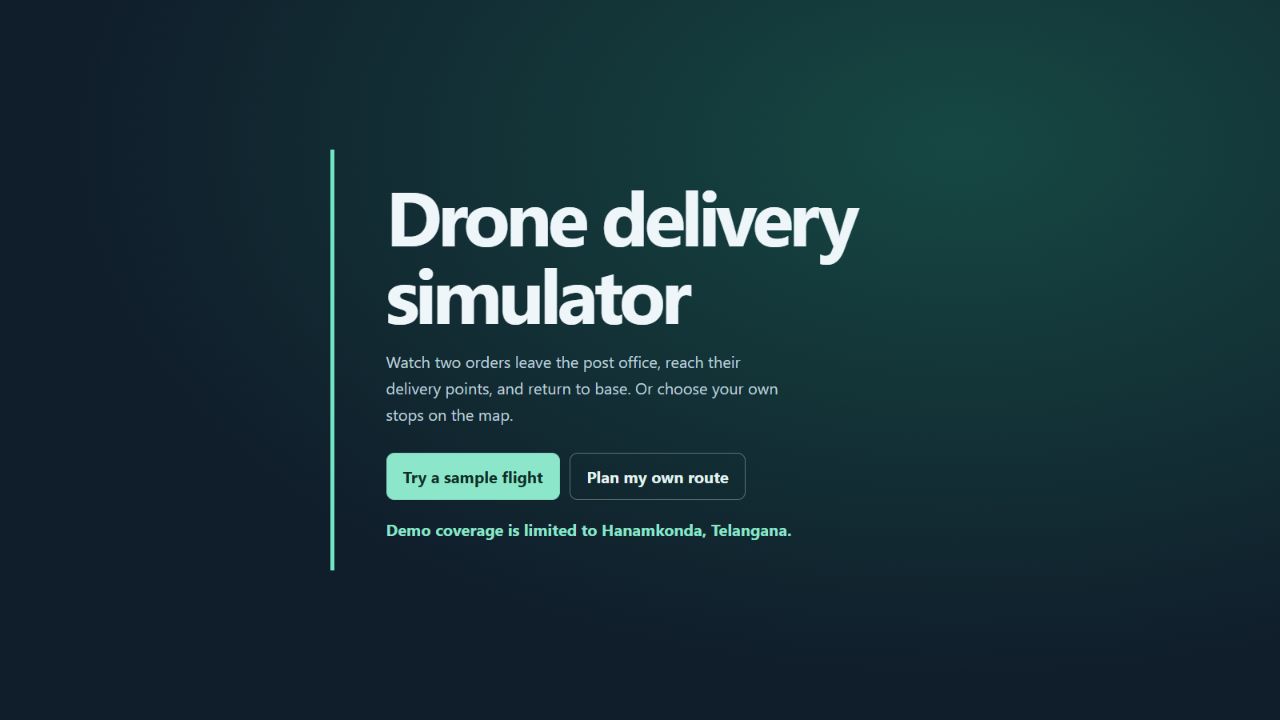 Drone delivery
simulator
Watch two orders leave the post office, reach their
delivery points, and return to base. Or choose your own
stops on the map.
Try a sample flight
Plan my own route
Demo coverage is limited to Hanamkonda, Telangana.